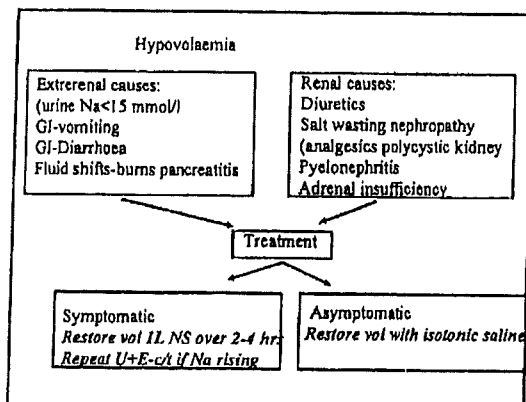 Hypovolaemia
Extrerenal causes:
(urine Na<15 mmol/l)
GI-vomiting
GI-Diarrhoea
Fluid shifts-burns pancreatitis
Renal causes:
Diuretics
Salt wasting nephropathy
(analgesics polycystic kidney
Pyelonephritis
Adrenal insufficiency
Treatment
Symptomatic
Restore vol 1L NS over 2-4 hrs
Repeat U+E-c/t if Na rising
Asymptomatic
Restore vol with isotonic saline